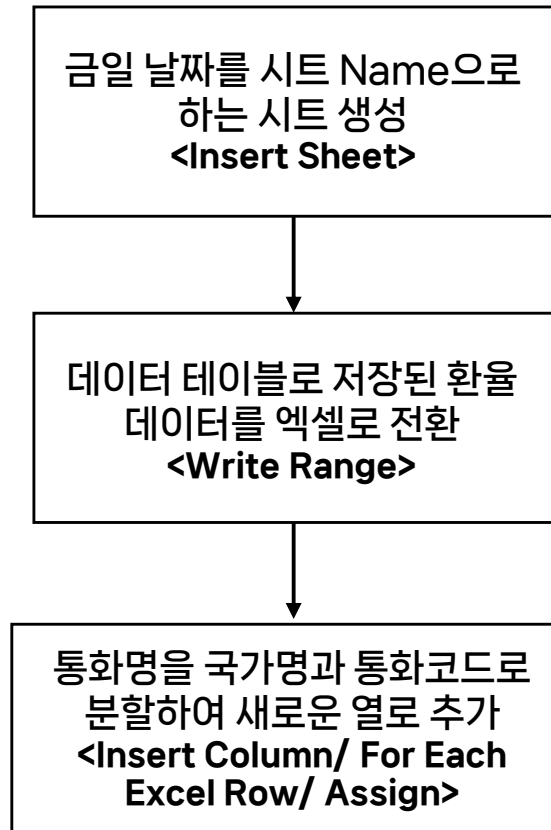 금일 날짜를 시트 Name으로
하는 시트 생성
<Insert Sheet>
데이터 테이블로 저장된 환율
데이터를 엑셀로 전환
<Write Range>
통화명을 국가명과 통화코드로
분할하여 새로운 열로 추가
<Insert Column/ For Each
Excel Row/ Assign>